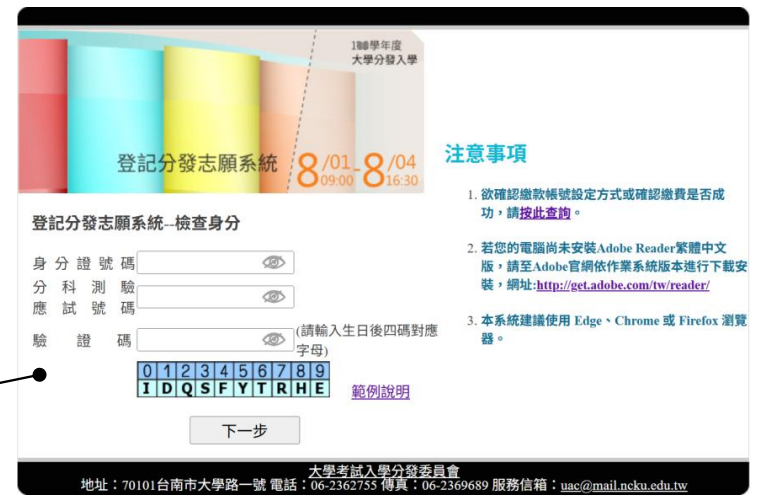 學年度
大學分發入學
登記分發志願系統
8/01 09:00 - 8/04 16:30
登記分發志願系統--檢查身分
身分證號碼
分科測驗
應試號碼
驗證碼
(請輸入生日後四碼對應
字母)
0 1 2 3 4 5 6 7 8 9
I D Q S F Y T R H E
範例說明
下一步
注意事項
1. 欲確認繳款帳號設定方式或確認繳費是否成
功，請按此查詢。
2. 若您的電腦尚未安裝Adobe Reader繁體中文
版，請至Adobe官網依作業系統版本進行下載安
裝，網址:http://get.adobe.com/tw/reader/
3. 本系統建議使用 Edge、Chrome 或 Firefox 瀏覽
器。
大學考試入學分發委員會
地址：70101台南市大學路一號 電話：06-2362755 傳真：06-2369689 服務信箱：uac@mail.ncku.edu.tw